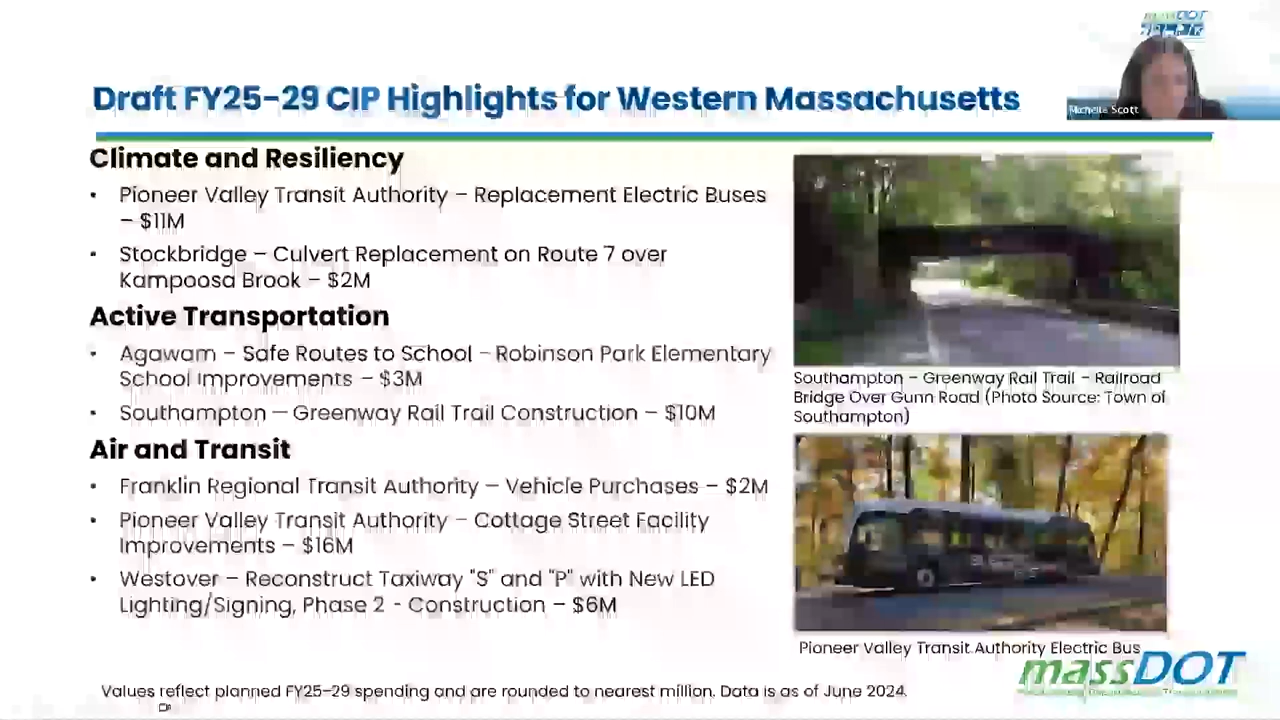 massDOT
Draft FY25-29 CIP Highlights for Western Massachusetts
Michelle Scott
Climate and Resiliency
• Pioneer Valley Transit Authority – Replacement Electric Buses
– $11M
• Stockbridge – Culvert Replacement on Route 7 over
Kampoosa Brook – $2M
Active Transportation
• Agawam – Safe Routes to School – Robinson Park Elementary
School Improvements – $3M
• Southampton — Greenway Rail Trail Construction – $10M
Air and Transit
• Franklin Regional Transit Authority – Vehicle Purchases – $2M
• Pioneer Valley Transit Authority – Cottage Street Facility
Improvements – $16M
• Westover – Reconstruct Taxiway "S" and "P" with New LED
Lighting/Signing, Phase 2 - Construction – $6M
Southampton – Greenway Rail Trail – Railroad
Bridge Over Gunn Road (Photo Source: Town of
Southampton)
Pioneer Valley Transit Authority Electric Bus
massDOT
Values reflect planned FY25–29 spending and are rounded to nearest million. Data is as of June 2024.